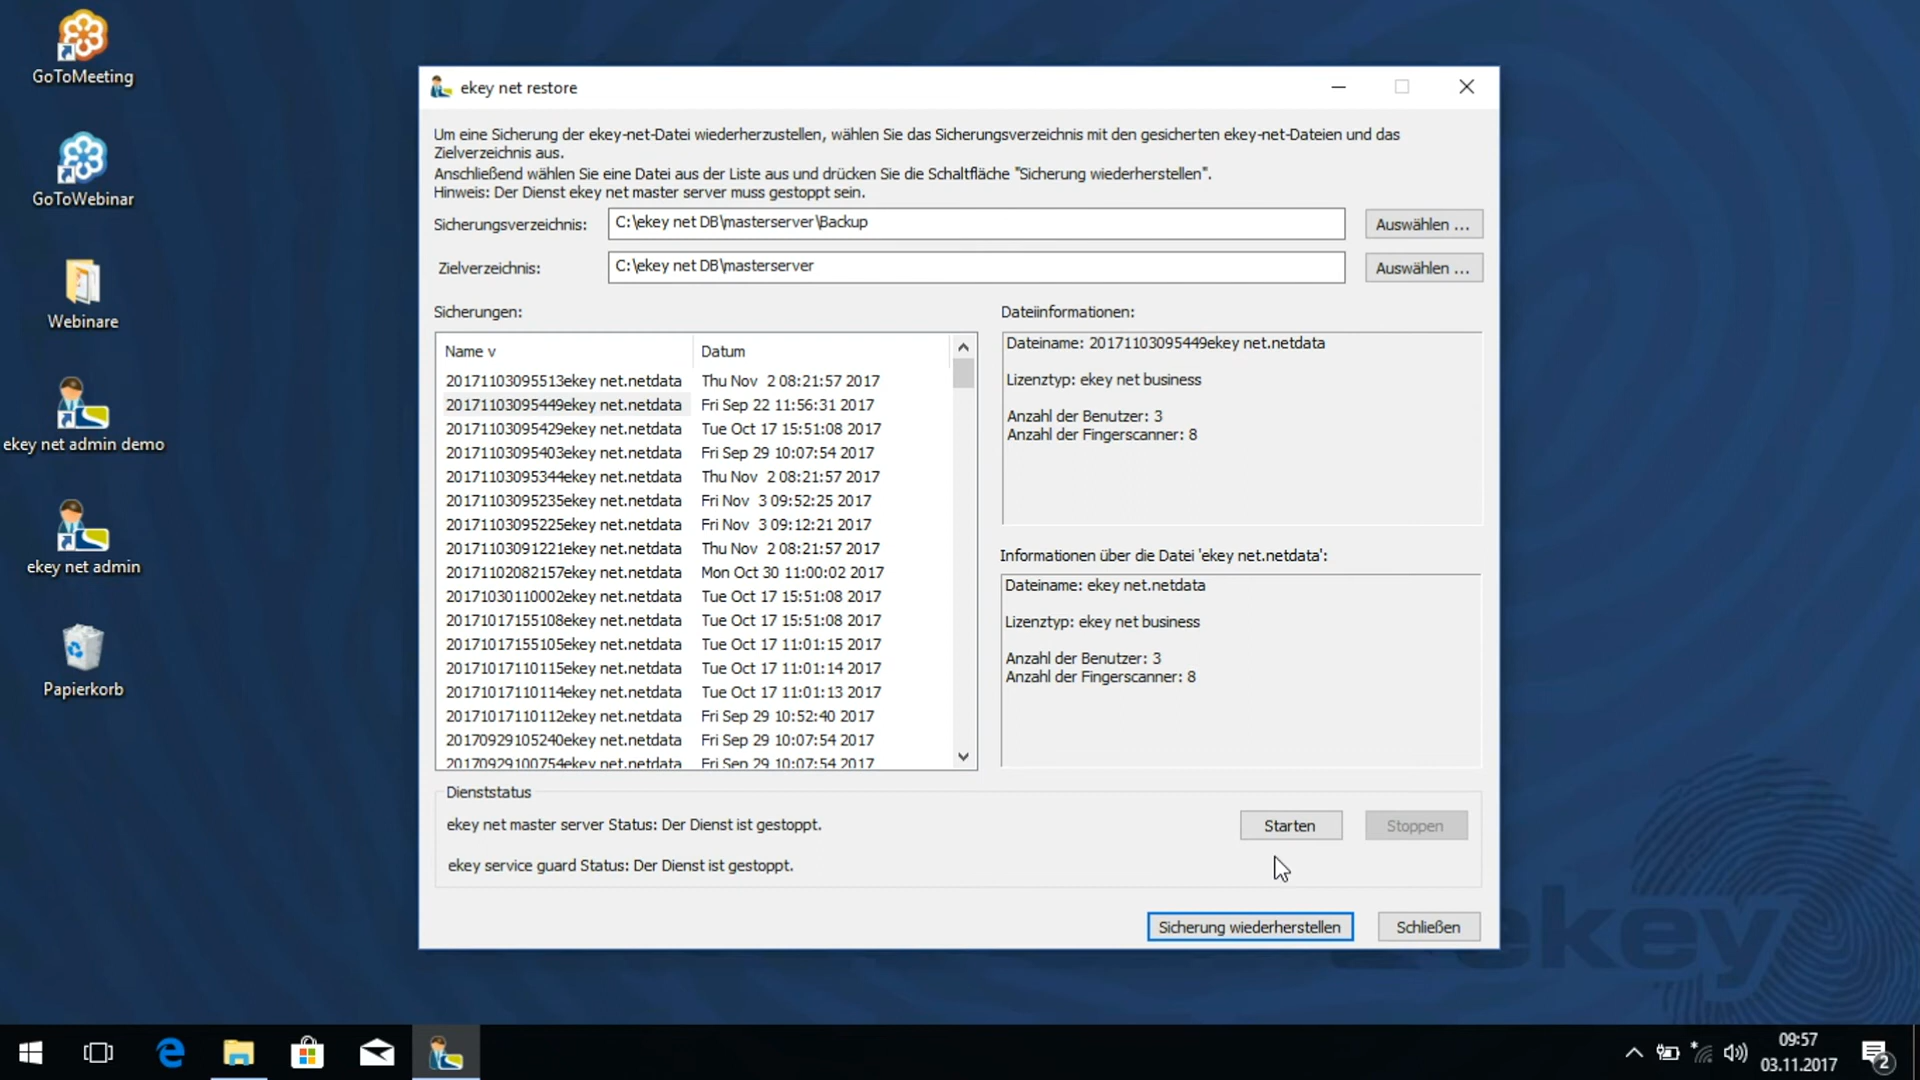 GoToMeeting
GoToWebinar
Webinare
ekey net admin demo
ekey net admin
Papierkorb
ekey net restore
Um eine Sicherung der ekey-net-Datei wiederherzustellen, wählen Sie das Sicherungsverzeichnis mit den gesicherten ekey-net-Dateien und das
Zielverzeichnis aus.
Anschließend wählen Sie eine Datei aus der Liste aus und drücken Sie die Schaltfläche "Sicherung wiederherstellen".
Hinweis: Der Dienst ekey net master server muss gestoppt sein.
Sicherungsverzeichnis: C:\ekey net DB\masterserver\Backup Auswählen ...
Zielverzeichnis: C:\ekey net DB\masterserver Auswählen ...
Sicherungen:
Name v Datum
20171103095513ekey net.netdata Thu Nov 2 08:21:57 2017
20171103095449ekey net.netdata Fri Sep 22 11:56:31 2017
20171103095429ekey net.netdata Tue Oct 17 15:51:08 2017
20171103095403ekey net.netdata Fri Sep 29 10:07:54 2017
20171103095344ekey net.netdata Thu Nov 2 08:21:57 2017
20171103095235ekey net.netdata Fri Nov 3 09:52:25 2017
20171103095225ekey net.netdata Fri Nov 3 09:12:21 2017
20171103091221ekey net.netdata Thu Nov 2 08:21:57 2017
20171102082157ekey net.netdata Mon Oct 30 11:00:02 2017
20171030110002ekey net.netdata Tue Oct 17 15:51:08 2017
20171017155108ekey net.netdata Tue Oct 17 15:51:08 2017
20171017155105ekey net.netdata Tue Oct 17 11:01:15 2017
20171017110115ekey net.netdata Tue Oct 17 11:01:14 2017
20171017110114ekey net.netdata Tue Oct 17 11:01:13 2017
20171017110112ekey net.netdata Fri Sep 29 10:52:40 2017
20170929105240ekey net.netdata Fri Sep 29 10:07:54 2017
20170929100754ekey net.netdata Fri Sep 29 10:07:54 2017
Dateiinformationen:
Dateiname: 20171103095449ekey net.netdata
Lizenztyp: ekey net business
Anzahl der Benutzer: 3
Anzahl der Fingerscanner: 8
Informationen über die Datei 'ekey net.netdata':
Dateiname: ekey net.netdata
Lizenztyp: ekey net business
Anzahl der Benutzer: 3
Anzahl der Fingerscanner: 8
Dienststatus
ekey net master server Status: Der Dienst ist gestoppt. Starten Stoppen
ekey service guard Status: Der Dienst ist gestoppt.
Sicherung wiederherstellen Schließen
ekey
09:57
03.11.2017
2